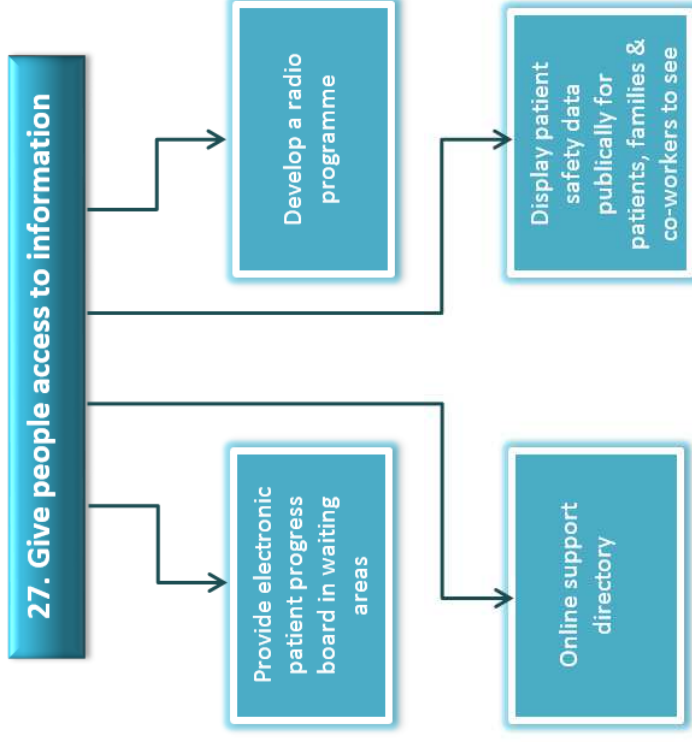 27. Give people access to information
Provide electronic
patient progress
board in waiting
areas
Develop a radio
programme
Online support
directory
Display patient
safety data
publically for
patients, families &
co-workers to see